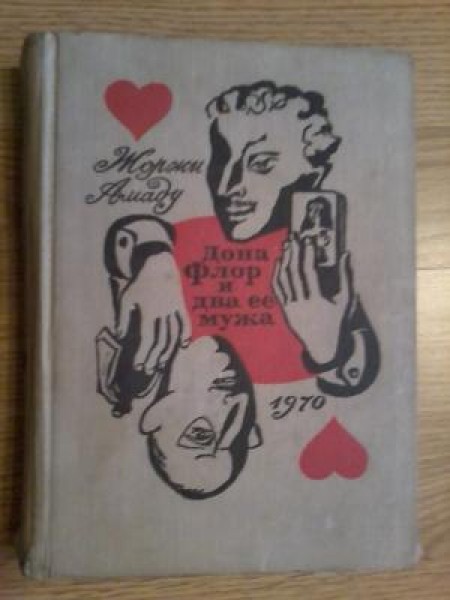 Жоржи
Амаду
Дона
Флор
и
два ее
мужа
1970